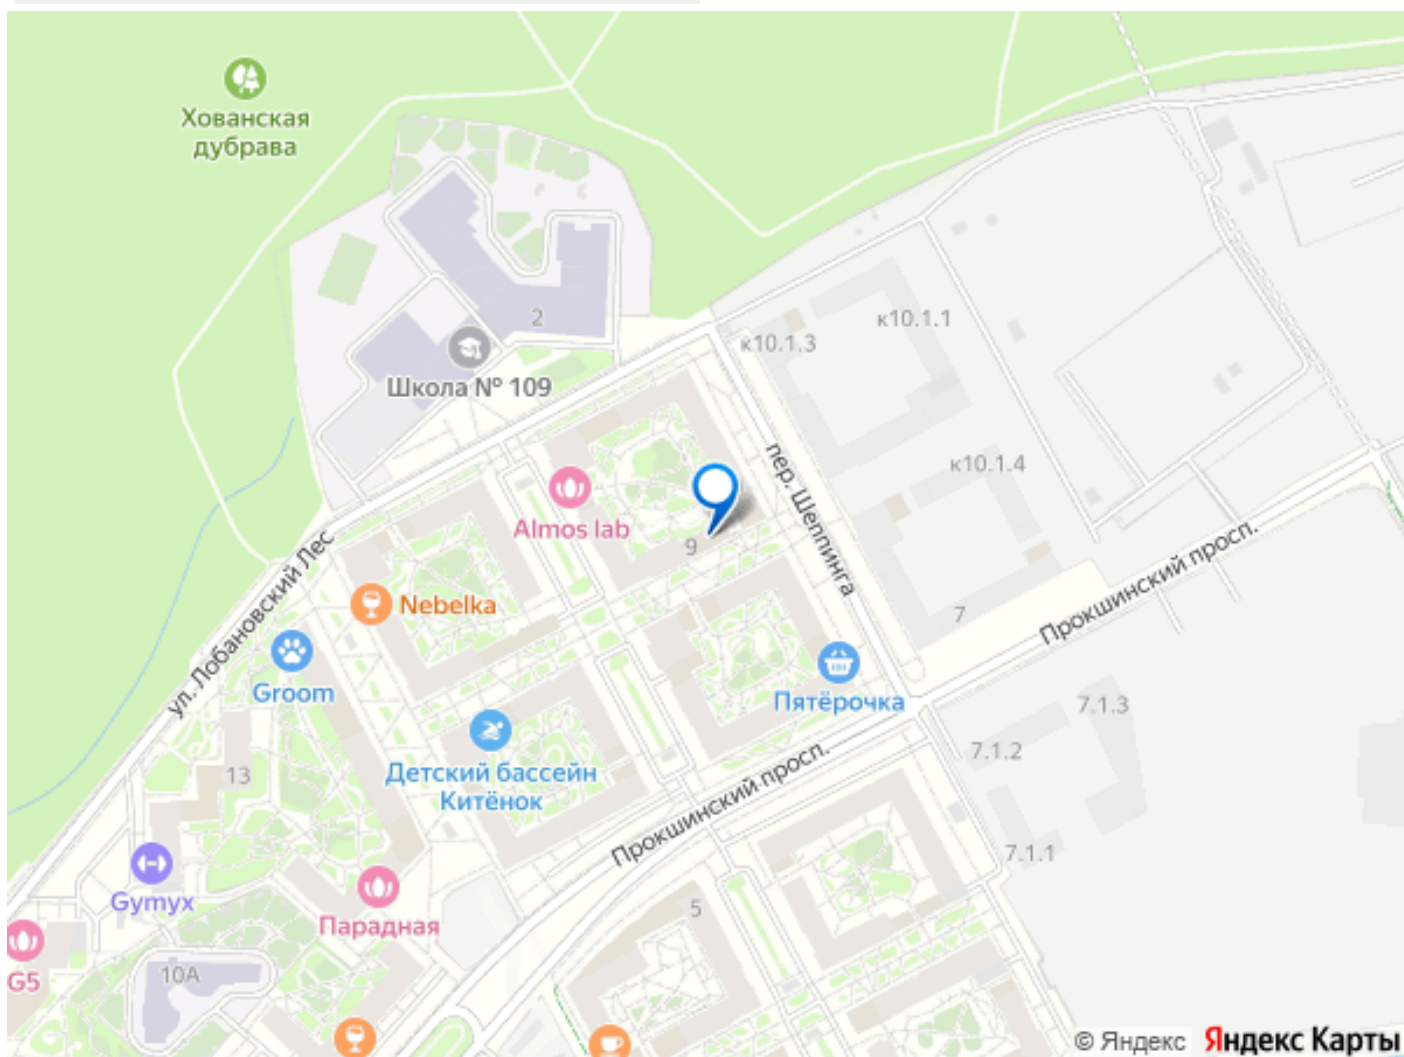 Хованская
дубрава
2
к10.1.1
к10.1.3
Школа № 109
к10.1.4
пер. Шеппинга
Almos lab
9
ул. Лобановский Лес
Nebelka
Прокшинский просп.
7
Groom
Пятёрочка
7.1.3
7.1.2
13
Детский бассейн
Китёнок
Прокшинский просп.
7.1.1
Gymyx
Парадная
5
G5
10А
© Яндекс Яндекс Карты